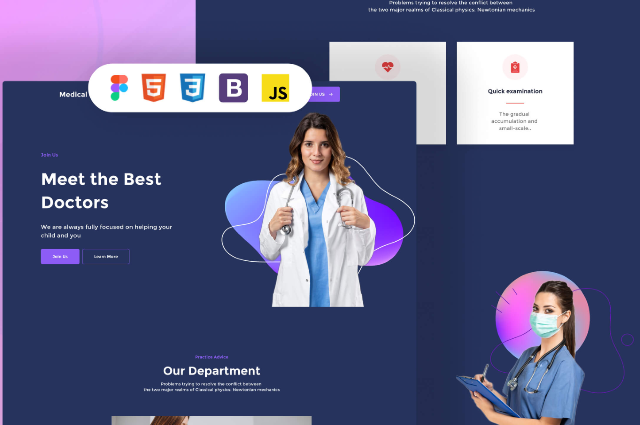 Problems trying to resolve the conflict between
the two major realms of Classical physics: Newtonian mechanics
Quick examination
The gradual
accumulation and
small-scale..
Medical
JOIN US →
5
3
B
JS
Join Us
Meet the Best
Doctors
We are always fully focused on helping your
child and you
Join Us
Learn More
Practice Advice
Our Department
Problems trying to resolve the conflict between
the two major realms of Classical physics: Newtonian mechanics